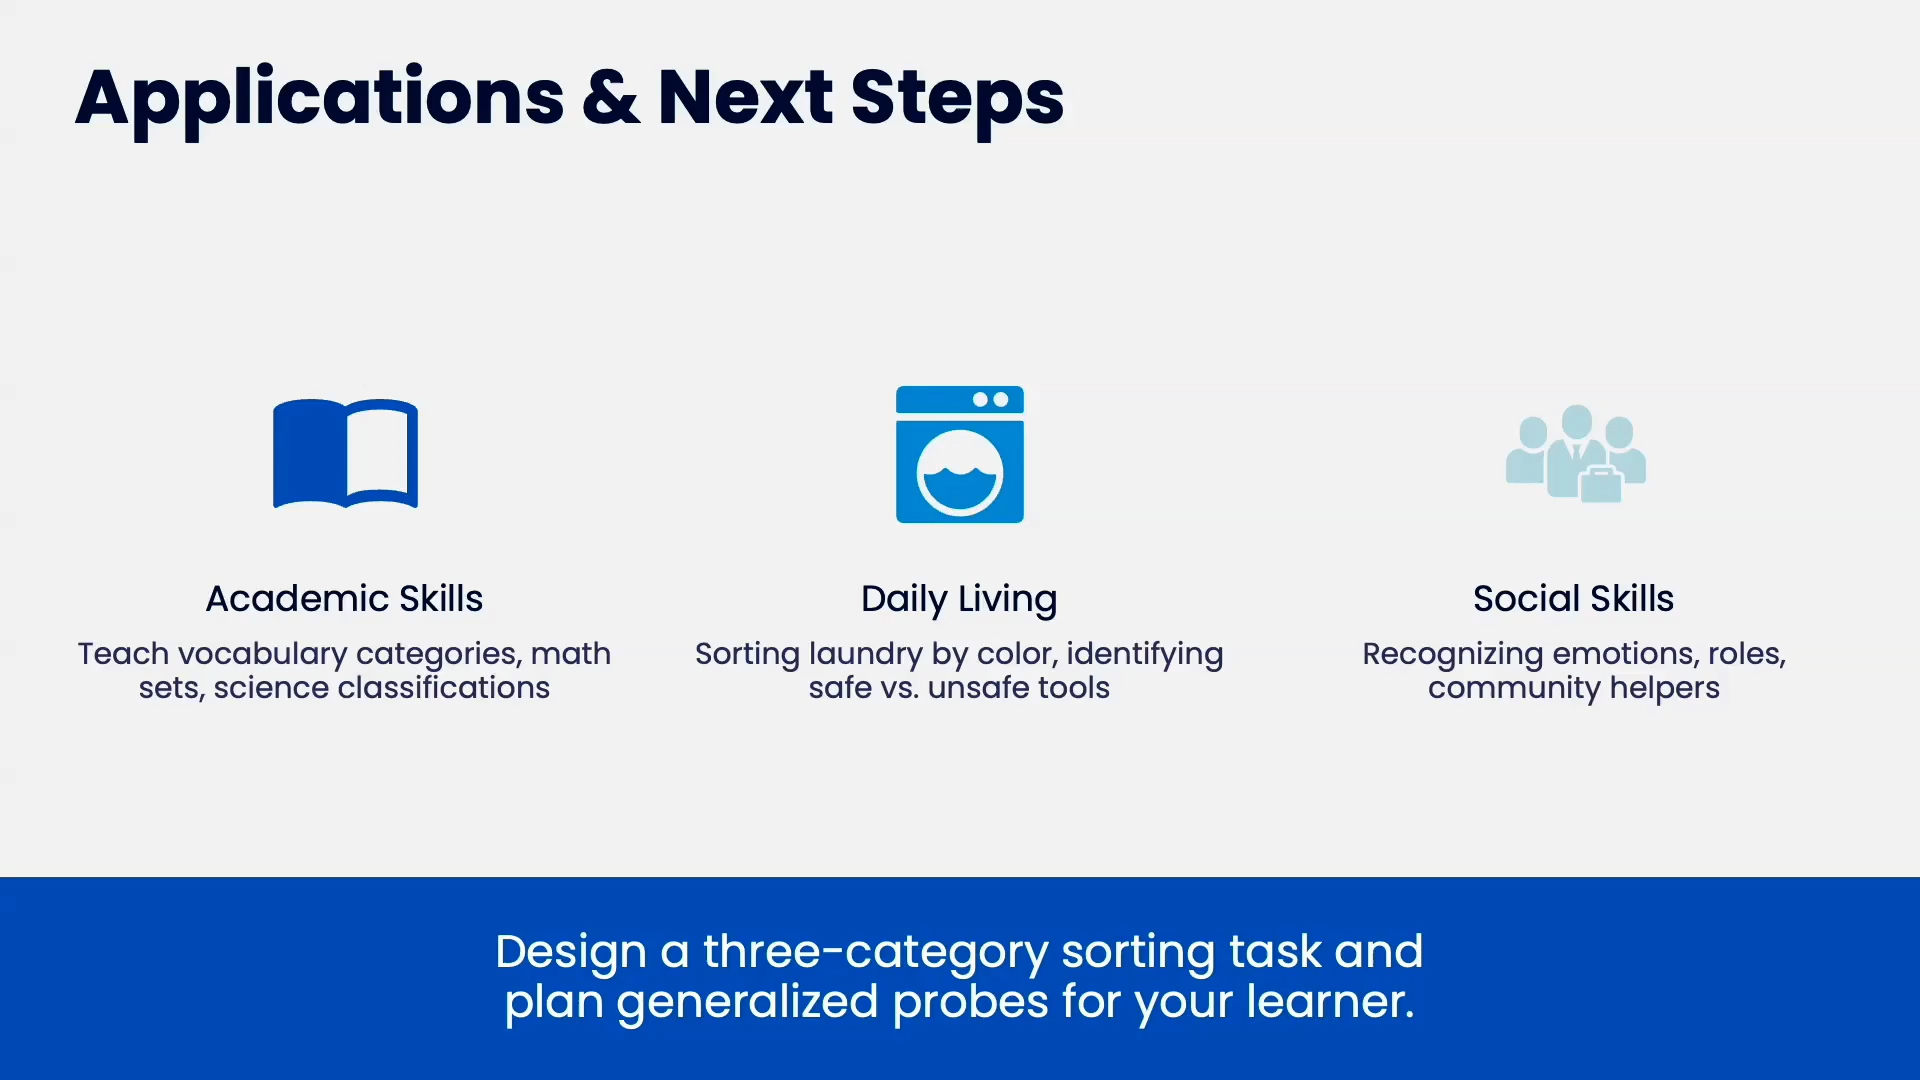 Applications & Next Steps
Academic Skills
Teach vocabulary categories, math
sets, science classifications
Daily Living
Sorting laundry by color, identifying
safe vs. unsafe tools
Social Skills
Recognizing emotions, roles,
community helpers
Design a three-category sorting task and
plan generalized probes for your learner.